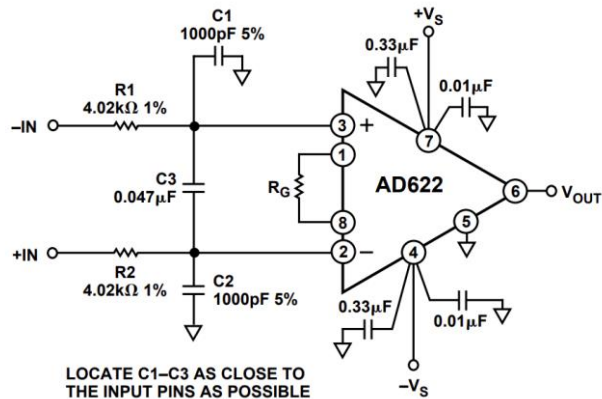 C1
1000pF 5%
+VS
0.33µF
0.01µF
R1
4.02kΩ 1%
–IN
3
+
7
1
C3
0.047µF
RG
AD622
6
VOUT
8
5
+IN
2
–
4
R2
4.02kΩ 1%
C2
1000pF 5%
0.33µF
0.01µF
LOCATE C1–C3 AS CLOSE TO
THE INPUT PINS AS POSSIBLE
–VS